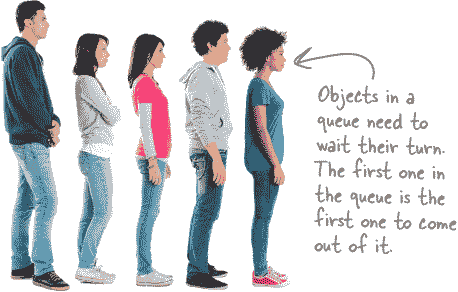 Objects in a
queue need to
wait their turn.
The first one in
the queue is the
first one to come
out of it.